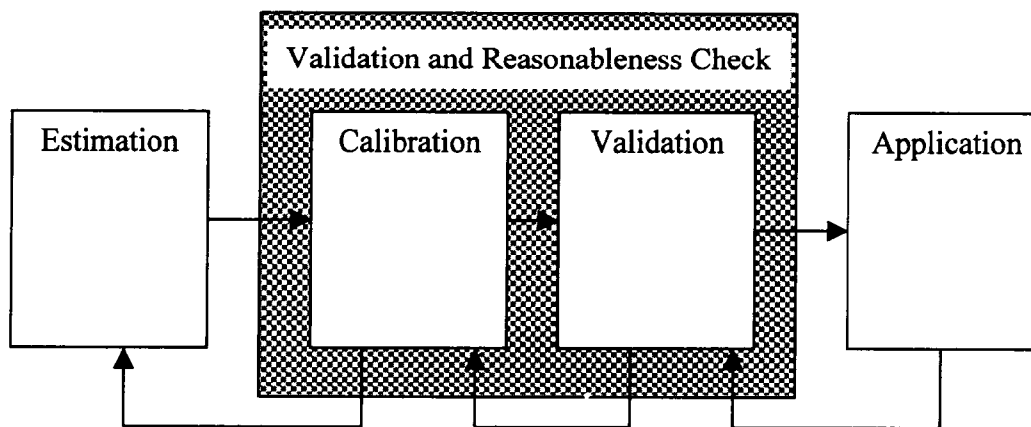 Validation and Reasonableness Check
Estimation
Calibration
Validation
Application